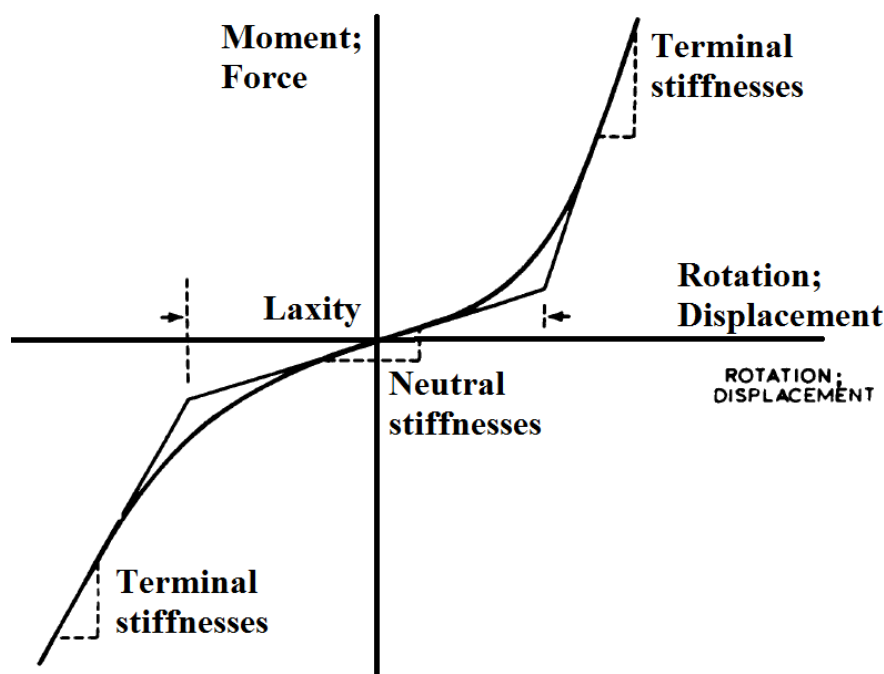 Moment;
Force
Terminal
stiffnesses
Laxity
Rotation;
Displacement
Neutral
stiffnesses
ROTATION;
DISPLACEMENT
Terminal
stiffnesses